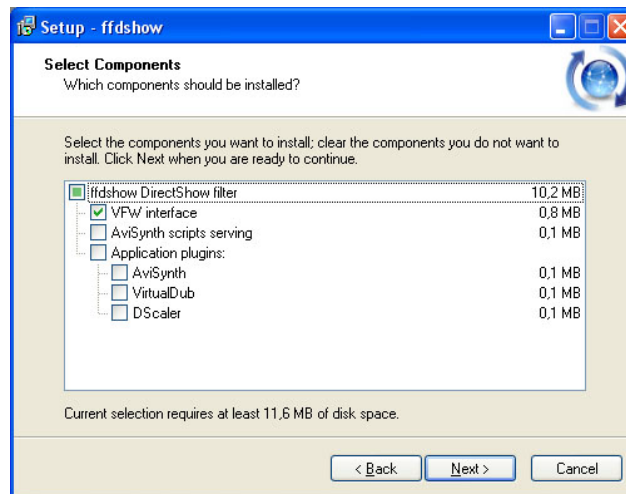 Setup - ffdshow
Select Components
Which components should be installed?
Select the components you want to install; clear the components you do not want to
install. Click Next when you are ready to continue.
ffdshow DirectShow filter 10,2 MB
VFW interface 0,8 MB
AviSynth scripts serving 0,1 MB
Application plugins:
AviSynth 0,1 MB
VirtualDub 0,1 MB
DScaler 0,1 MB
Current selection requires at least 11,6 MB of disk space.
< Back Next > Cancel